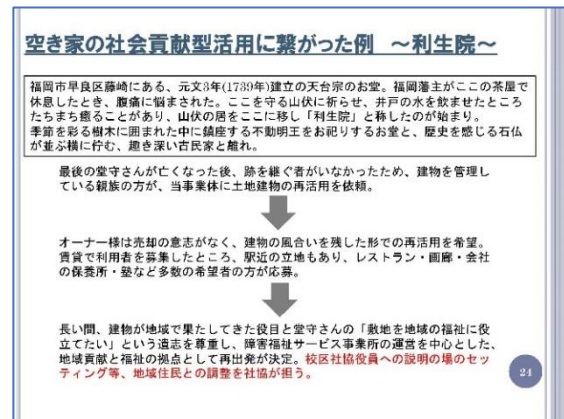 空き家の社会貢献型活用に繋がった例 ～利生院～
福岡市早良区藤崎にある、元文3年(1739年)建立の天台宗のお堂。福岡藩主がここの茶屋で
休息したとき、腹痛に悩まされた。ここを守る山伏に祈らせ、井戸の水を飲ませたところ
たちまち癒ることがあり、山伏の居をここに移し「利生院」と称したのが始まり。
季節を彩る樹木に囲まれた中に鎮座する不動明王をお祀りするお堂と、歴史を感じる石仏
が並ぶ横に佇む、趣き深い古民家と離れ。
最後の堂守さんが亡くなった後、跡を継ぐ者がいなかったため、建物を管理し
ている親族の方が、当事業体に土地建物の再活用を依頼。
オーナー様は売却の意志がなく、建物の風合いを残した形での再活用を希望。
賃貸で利用者を募集したところ、駅近の立地もあり、レストラン・画廊・会社
の保養所・塾など多数の希望者の方が応募。
長い間、建物が地域で果たしてきた役目と堂守さんの「敷地を地域の福祉に役
立てたい」という遺志を尊重し、障害福祉サービス事業所の運営を中心とした、
地域貢献と福祉の拠点として再出発が決定。校区社協役員への説明の場のセッ
ティング等、地域住民との調整を社協が担う。
24